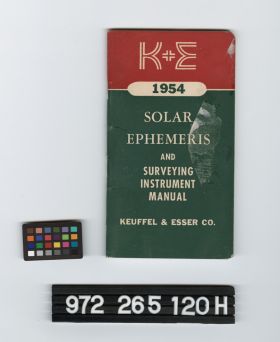 K+E
1954
SOLAR
EPHEMERIS
AND
SURVEYING
INSTRUMENT
MANUAL
KEUFFEL & ESSER CO.
972 265 120H